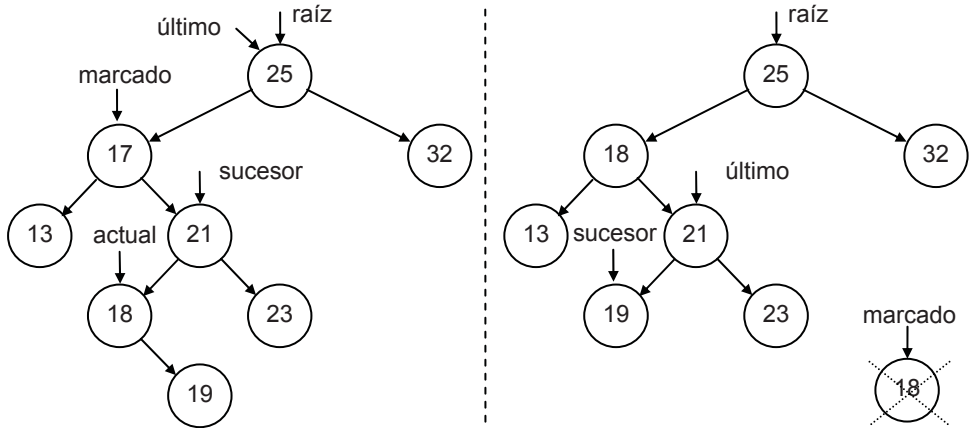 último
raíz
25
marcado
17
32
sucesor
13
actual
21
18
23
19
raíz
25
18
32
último
13
sucesor
21
19
23
marcado
18